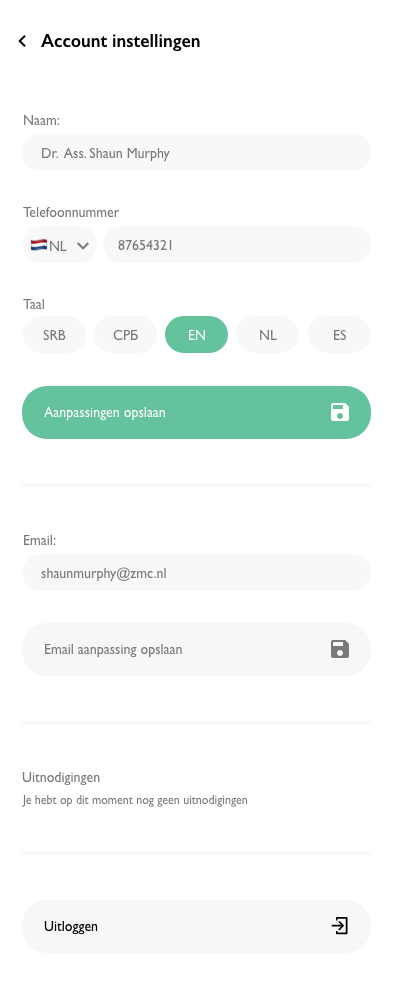 Account instellingen
Naam:
Dr. Ass. Shaun Murphy
Telefoonnummer
NL 87654321
Taal
SRB СРБ EN NL ES
Aanpassingen opslaan
Email:
shaunmurphy@zmc.nl
Email aanpassing opslaan
Uitnodigingen
Je hebt op dit moment nog geen uitnodigingen
Uitloggen